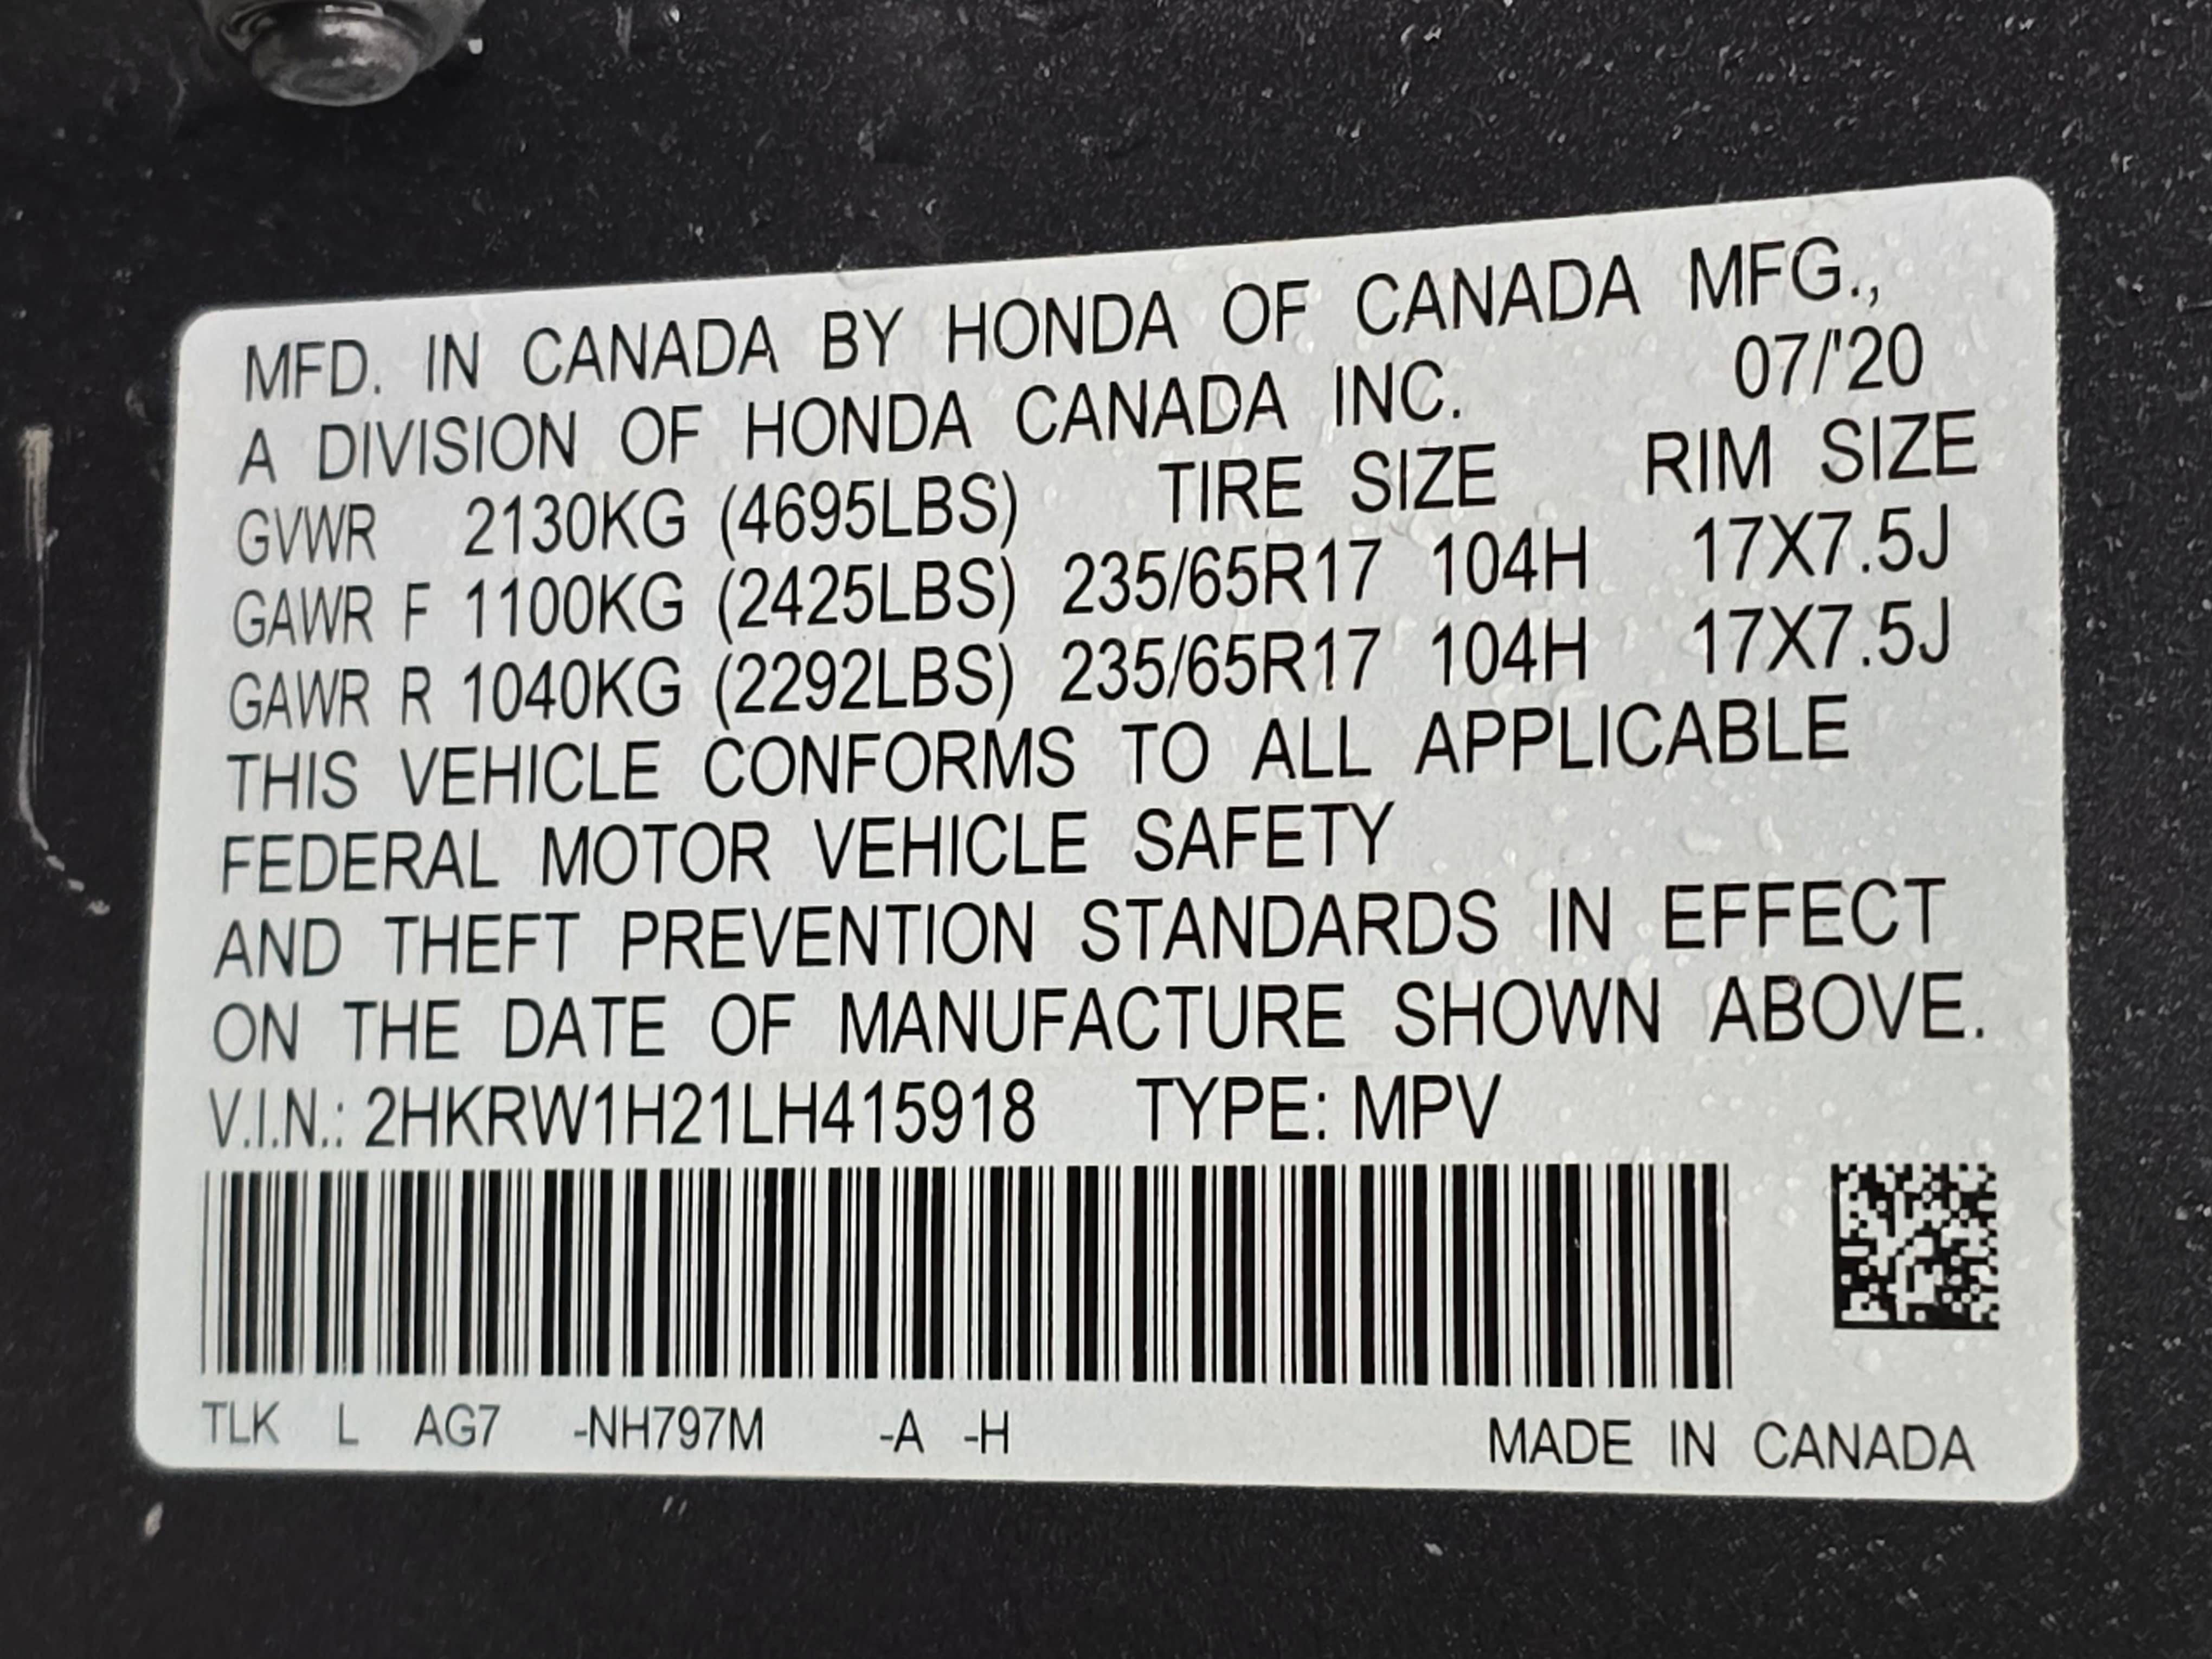 MFD. IN CANADA BY HONDA OF CANADA MFG.,
A DIVISION OF HONDA CANADA INC. 07/'20
GVWR 2130KG (4695LBS) TIRE SIZE RIM SIZE
GAWR F 1100KG (2425LBS) 235/65R17 104H 17X7.5J
GAWR R 1040KG (2292LBS) 235/65R17 104H 17X7.5J
THIS VEHICLE CONFORMS TO ALL APPLICABLE
FEDERAL MOTOR VEHICLE SAFETY
AND THEFT PREVENTION STANDARDS IN EFFECT
ON THE DATE OF MANUFACTURE SHOWN ABOVE.
V.I.N.: 2HKRW1H21LH415918 TYPE: MPV
TLK L AG7 -NH797M -A -H MADE IN CANADA